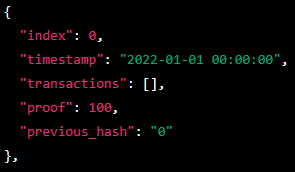 {
"index": 0,
"timestamp": "2022-01-01 00:00:00",
"transactions": [],
"proof": 100,
"previous_hash": "0"
},